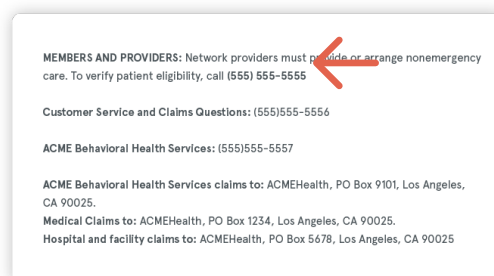 MEMBERS AND PROVIDERS: Network providers must provide or arrange nonemergency
care. To verify patient eligibility, call (555) 555-5555
Customer Service and Claims Questions: (555)555-5556
ACME Behavioral Health Services: (555)555-5557
ACME Behavioral Health Services claims to: ACMEHealth, PO Box 9101, Los Angeles,
CA 90025.
Medical Claims to: ACMEHealth, PO Box 1234, Los Angeles, CA 90025.
Hospital and facility claims to: ACMEHealth, PO Box 5678, Los Angeles, CA 90025